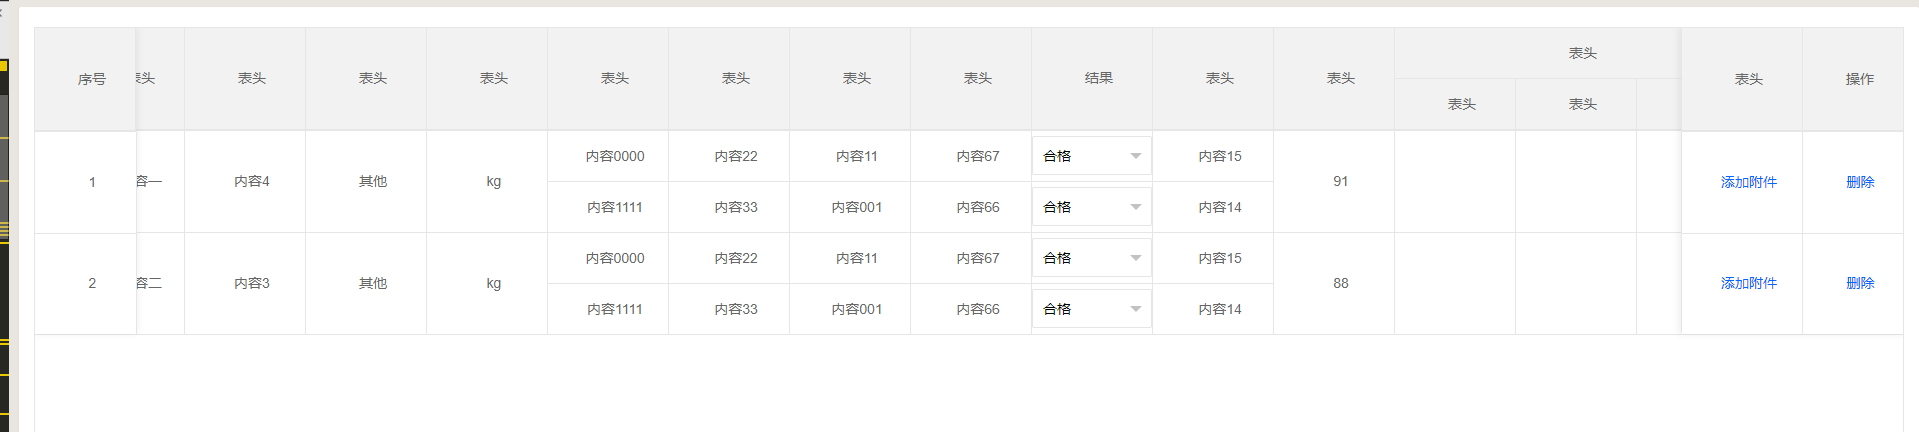 表头
序号 表头 表头 表头 表头 表头 表头 表头 表头 结果 表头 表头 表头 操作
表头 表头
内容0000 内容22 内容11 内容67 合格 内容15
1 容一 内容4 其他 kg 91 添加附件 删除
内容1111 内容33 内容001 内容66 合格 内容14
内容0000 内容22 内容11 内容67 合格 内容15
2 容二 内容3 其他 kg 88 添加附件 删除
内容1111 内容33 内容001 内容66 合格 内容14